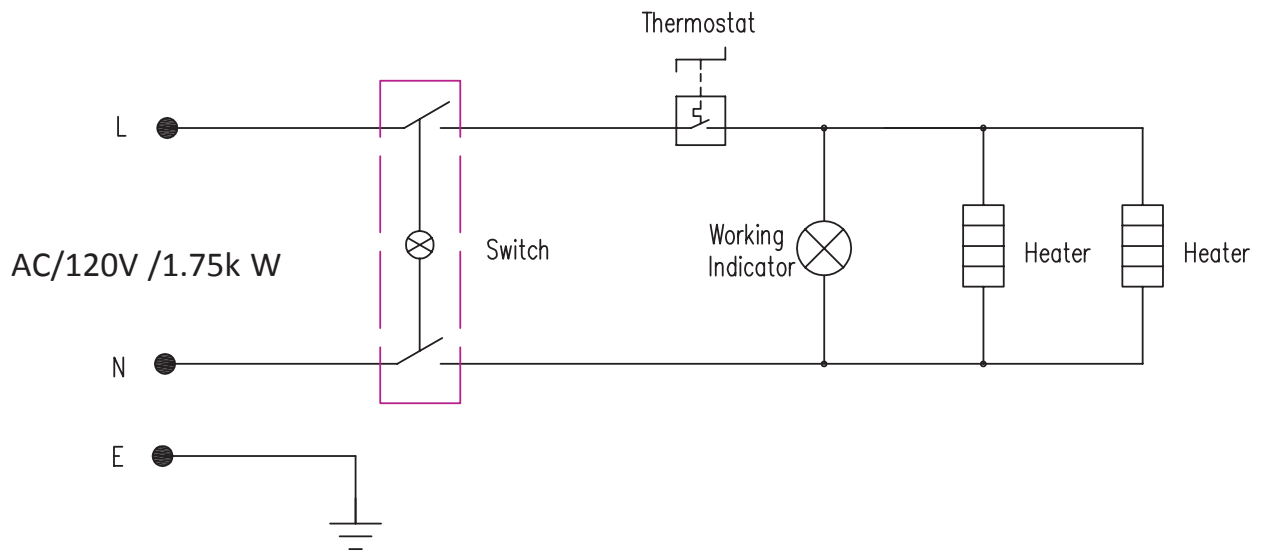 Thermostat
L
Switch
Working
Indicator
Heater
Heater
AC/120V /1.75k W
N
E